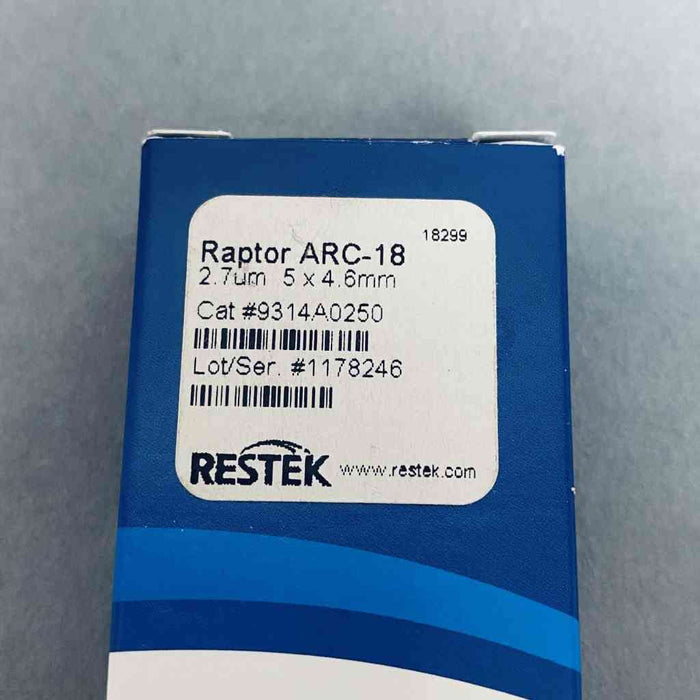 18299
Raptor ARC-18
2.7um 5 x 4.6mm
Cat #9314A0250
Lot/Ser. #1178246
RESTEK www.restek.com